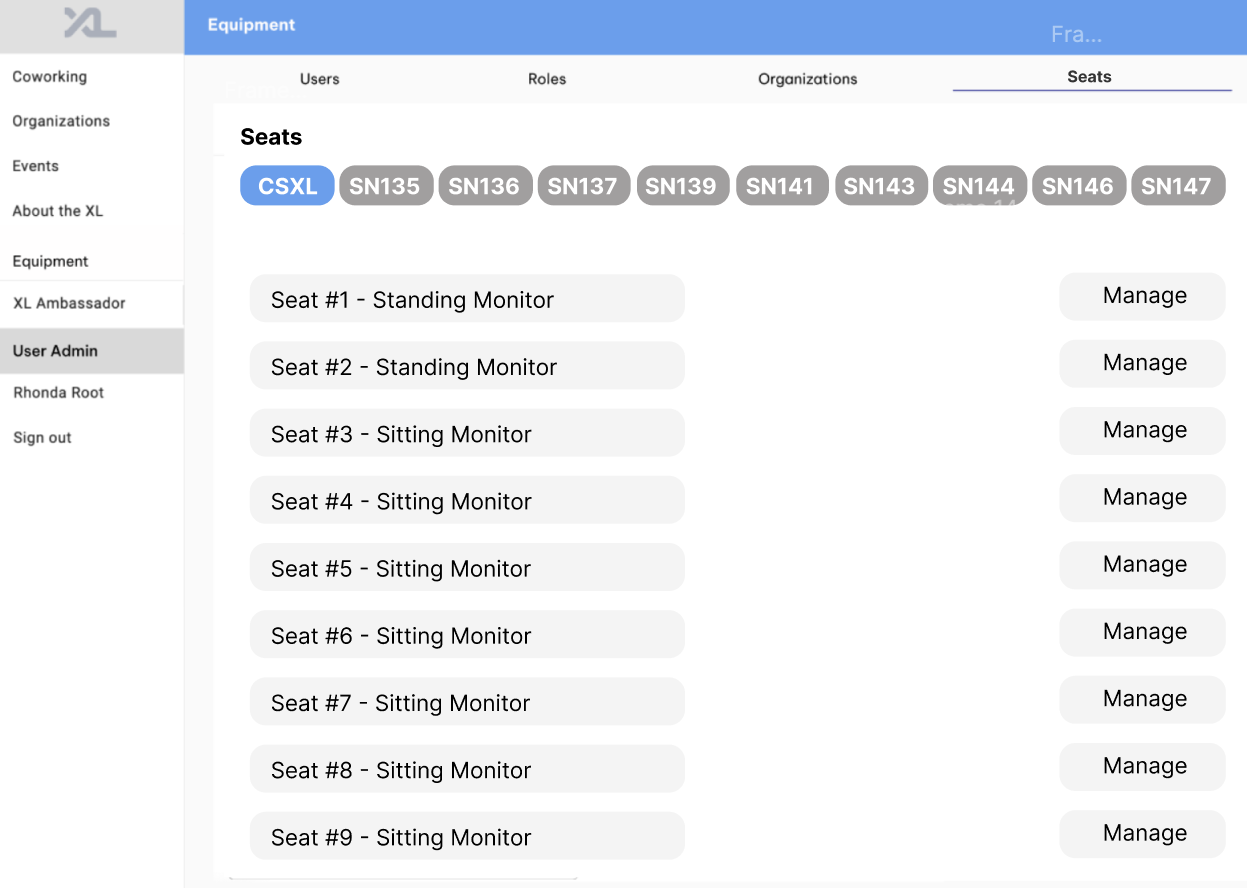 XL
Equipment
Fra...
Coworking
Organizations
Events
About the XL
Equipment
XL Ambassador
User Admin
Rhonda Root
Sign out
Users Roles Organizations Seats
Seats
CSXL SN135 SN136 SN137 SN139 SN141 SN143 SN144 SN146 SN147
Seat #1 - Standing Monitor Manage
Seat #2 - Standing Monitor Manage
Seat #3 - Sitting Monitor Manage
Seat #4 - Sitting Monitor Manage
Seat #5 - Sitting Monitor Manage
Seat #6 - Sitting Monitor Manage
Seat #7 - Sitting Monitor Manage
Seat #8 - Sitting Monitor Manage
Seat #9 - Sitting Monitor Manage